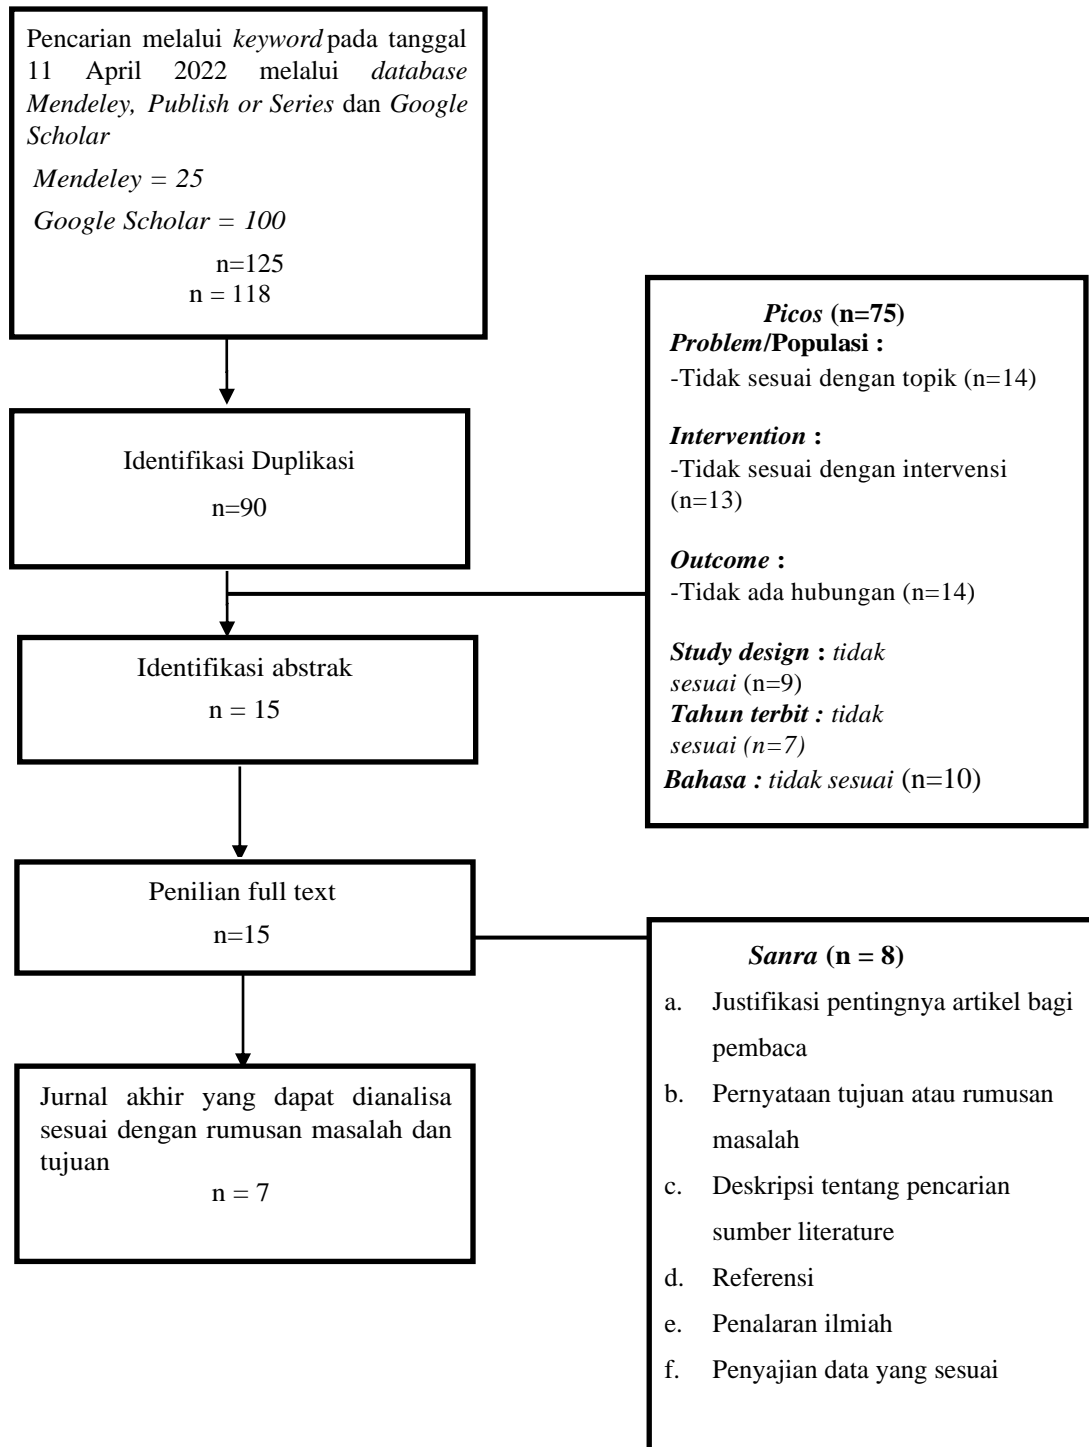 Pencarian melalui keyword pada tanggal
11 April 2022 melalui database
Mendeley, Publish or Series dan Google
Scholar
Mendeley = 25
Google Scholar = 100
n=125
n = 118
Identifikasi Duplikasi
n=90
Picos (n=75)
Problem/Populasi :
-Tidak sesuai dengan topik (n=14)
Intervention :
-Tidak sesuai dengan intervensi
(n=13)
Outcome :
-Tidak ada hubungan (n=14)
Study design : tidak
sesuai (n=9)
Tahun terbit : tidak
sesuai (n=7)
Bahasa : tidak sesuai (n=10)
Identifikasi abstrak
n = 15
Penilian full text
n=15
Sanra (n = 8)
a. Justifikasi pentingnya artikel bagi
pembaca
b. Pernyataan tujuan atau rumusan
masalah
c. Deskripsi tentang pencarian
sumber literature
d. Referensi
e. Penalaran ilmiah
f. Penyajian data yang sesuai
Jurnal akhir yang dapat dianalisa
sesuai dengan rumusan masalah dan
tujuan
n = 7